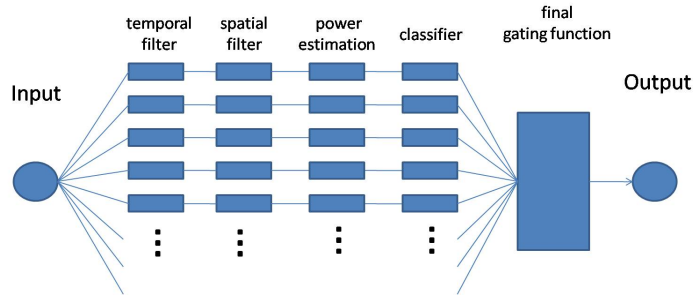 Input
temporal
filter
spatial
filter
power
estimation
classifier
final
gating function
Output